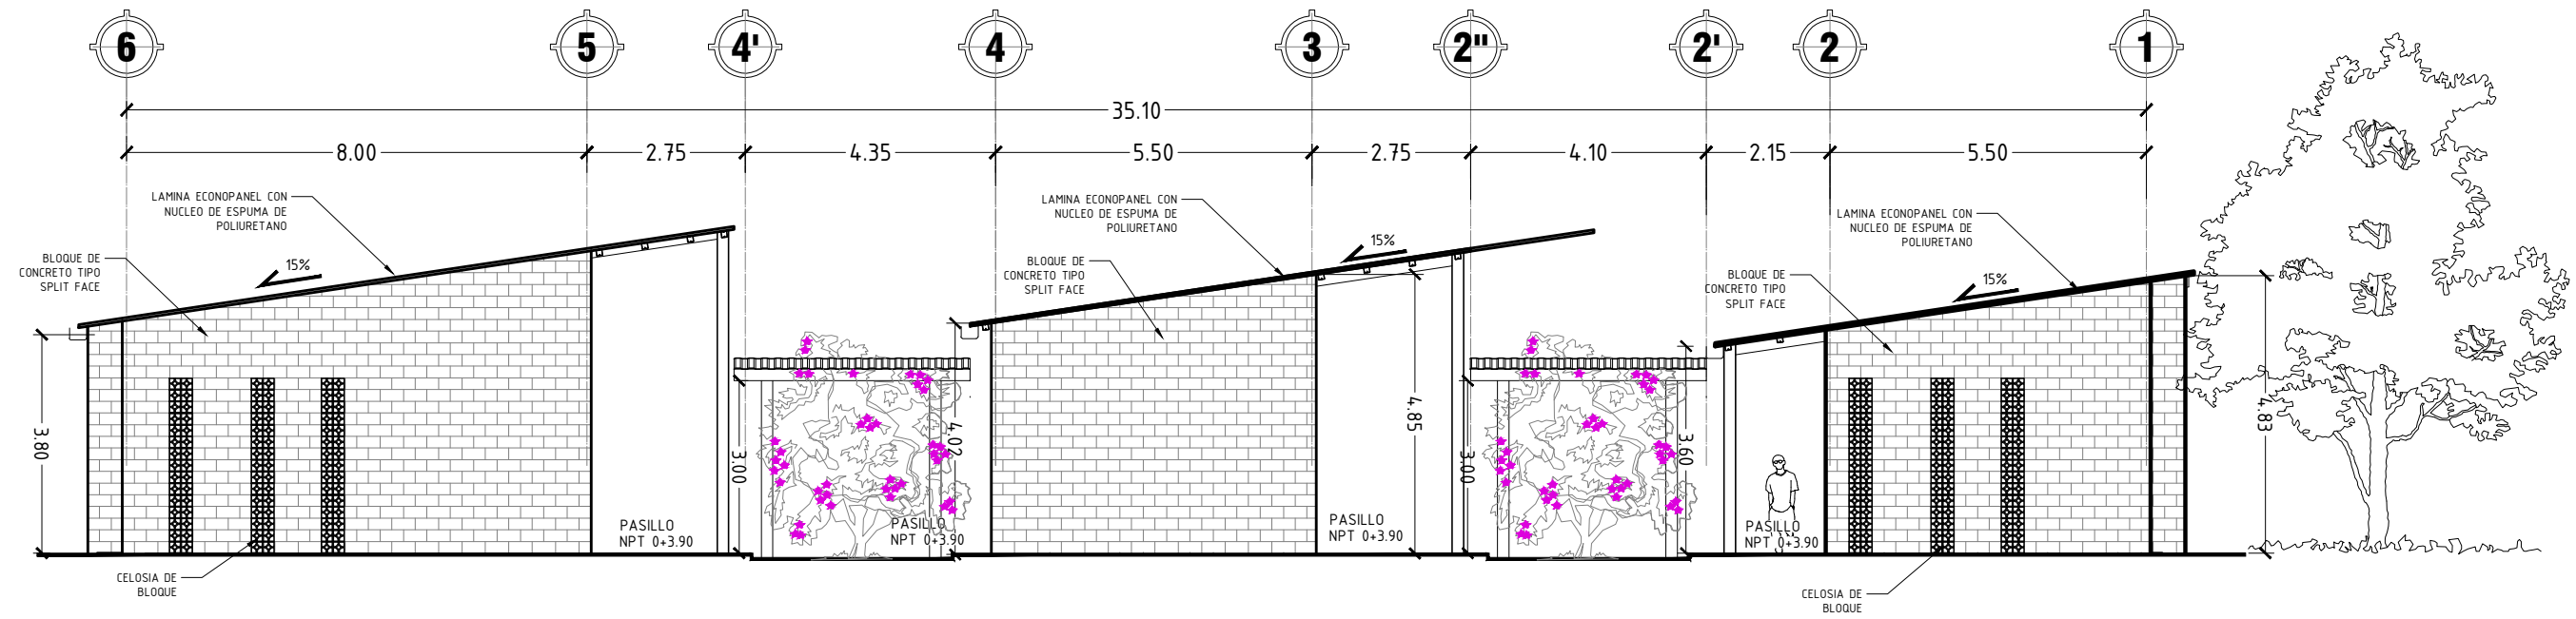 6 5 4' 4 3 2" 2' 2 1
35.10
8.00 2.75 4.35 5.50 2.75 4.10 2.15 5.50
LAMINA ECONOPANEL CON
NUCLEO DE ESPUMA DE
POLIURETANO
LAMINA ECONOPANEL CON
NUCLEO DE ESPUMA DE
POLIURETANO
LAMINA ECONOPANEL CON
NUCLEO DE ESPUMA DE
POLIURETANO
BLOQUE DE
CONCRETO TIPO
SPLIT FACE
15%
BLOQUE DE
CONCRETO TIPO
SPLIT FACE
15%
BLOQUE DE
CONCRETO TIPO
SPLIT FACE
15%
3.80
3.00
4.02
4.85
3.00
3.60
4.83
PASILLO
NPT 0+3.90
PASILLO
NPT 0+3.90
PASILLO
NPT 0+3.90
PASILLO
NPT 0+3.90
CELOSIA DE
BLOQUE
CELOSIA DE
BLOQUE